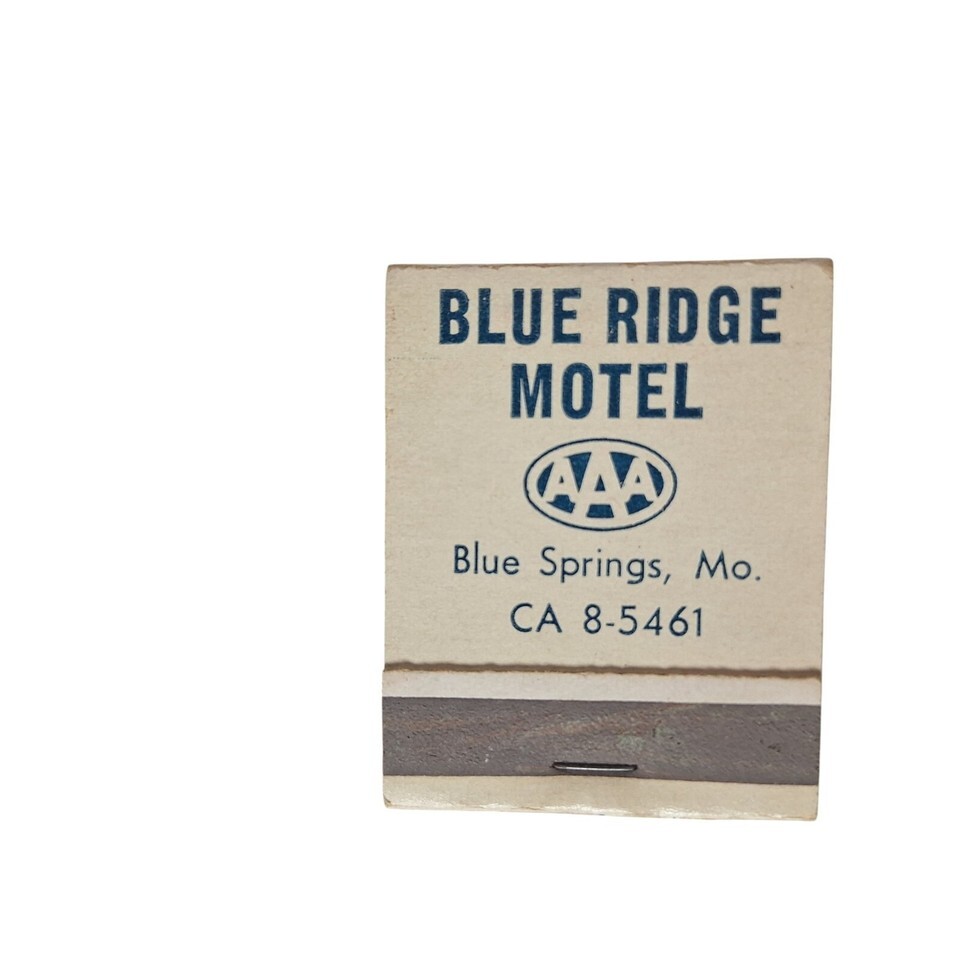 BLUE RIDGE
MOTEL
AAA
Blue Springs, Mo.
CA 8-5461